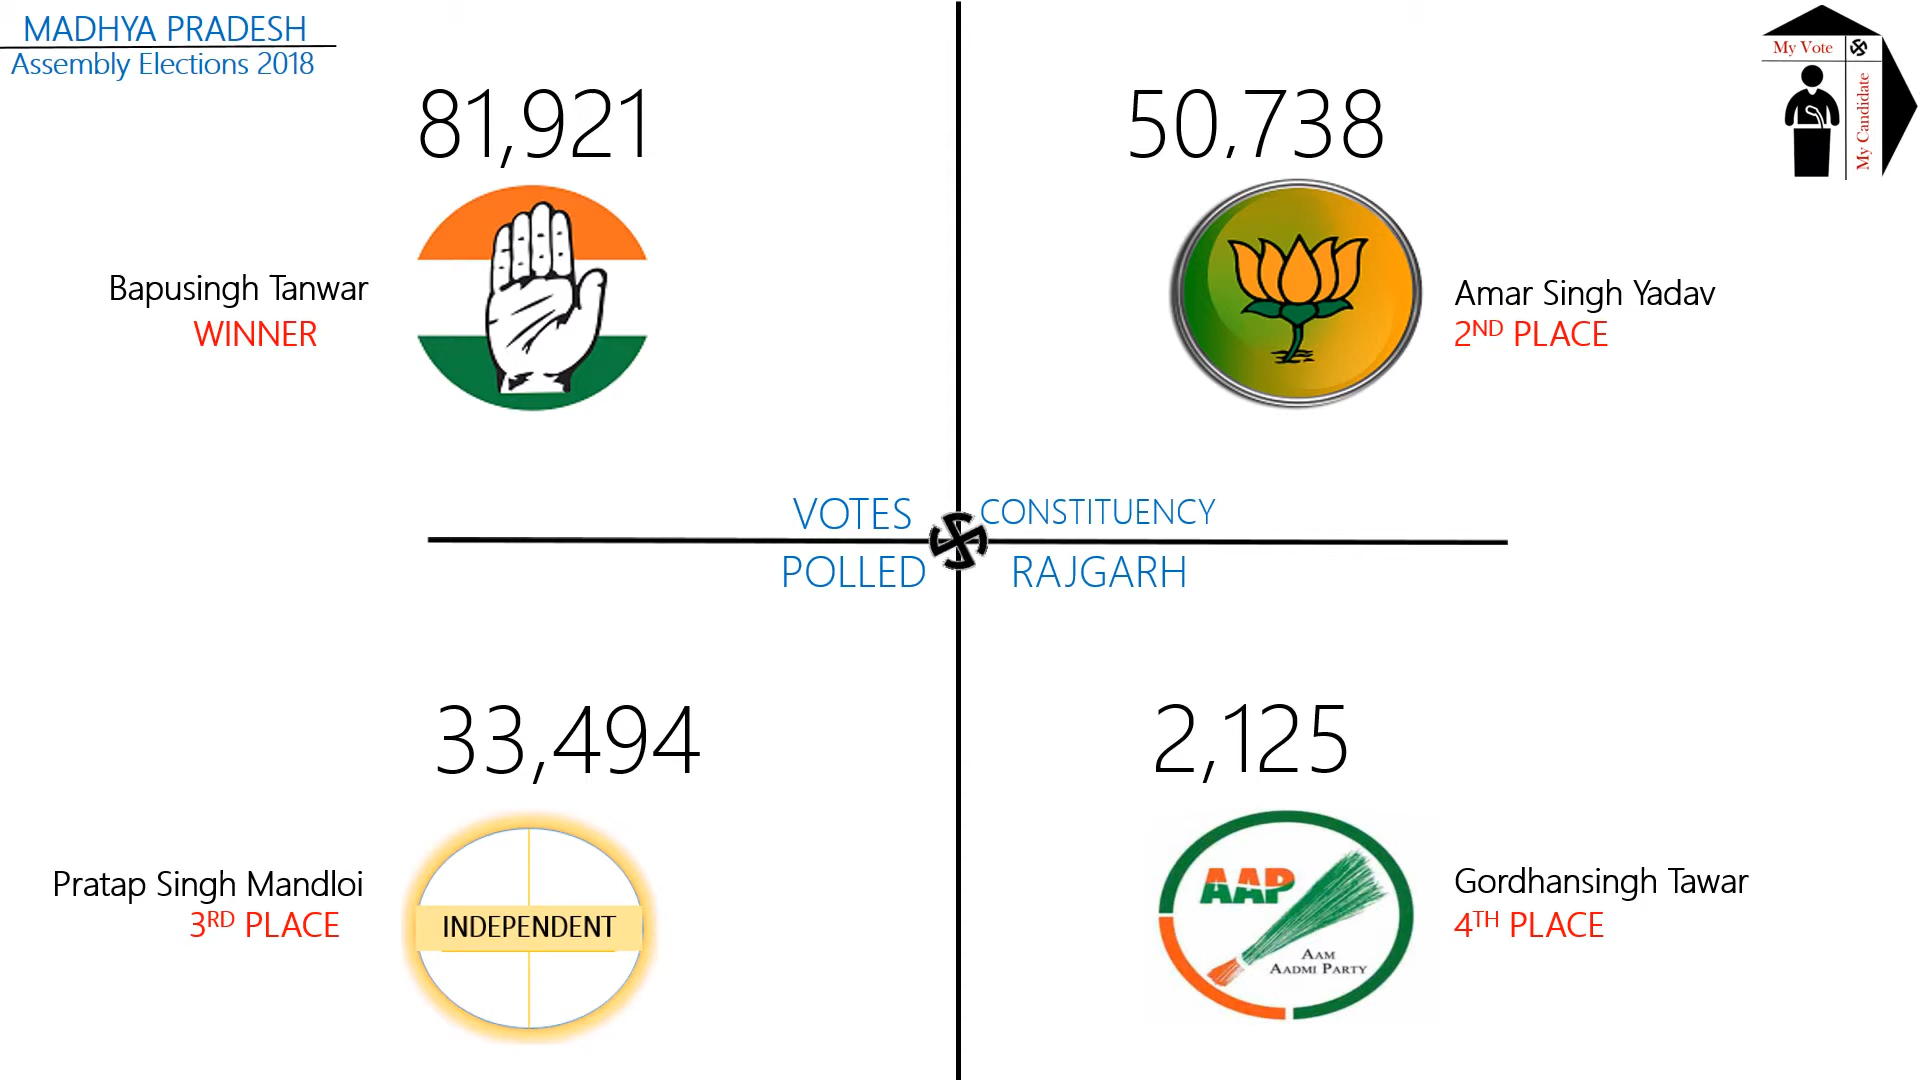 MADHYA PRADESH
Assembly Elections 2018
My Vote
My Candidate
81,921
Bapusingh Tanwar
WINNER
50,738
Amar Singh Yadav
2ND PLACE
VOTES
POLLED
CONSTITUENCY
RAJGARH
33,494
Pratap Singh Mandloi
3RD PLACE
INDEPENDENT
2,125
AAP
AAM
AADMI PARTY
Gordhansingh Tawar
4TH PLACE